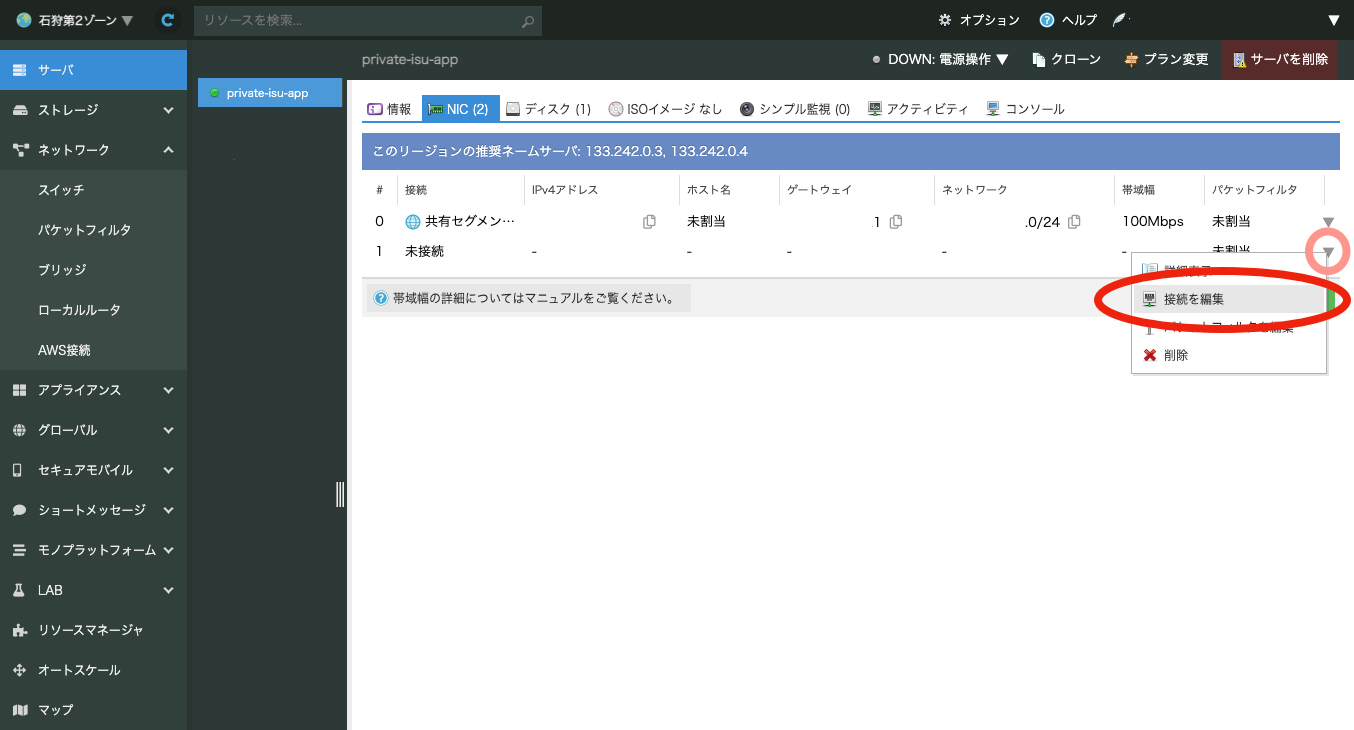 石狩第2ゾーン ▼
リソースを検索...
オプション
ヘルプ
▼
サーバ
ストレージ
ネットワーク
スイッチ
パケットフィルタ
ブリッジ
ローカルルータ
AWS接続
アプライアンス
グローバル
セキュアモバイル
ショートメッセージ
モノプラットフォーム
LAB
リソースマネージャ
オートスケール
マップ
private-isu-app
private-isu-app
DOWN: 電源操作 ▼
クローン
プラン変更
サーバを削除
情報
NIC (2)
ディスク (1)
ISOイメージ なし
シンプル監視 (0)
アクティビティ
コンソール
このリージョンの推奨ネームサーバ: 133.242.0.3, 133.242.0.4
# 接続 IPv4アドレス ホスト名 ゲートウェイ ネットワーク 帯域幅 パケットフィルタ
0 共有セグメン… 未割当 .1 .0/24 100Mbps 未割当 ▼
1 未接続 - - - - - 未割当 ▼
帯域幅の詳細についてはマニュアルをご覧ください。
詳細表示
接続を編集
パケットフィルタを編集
削除